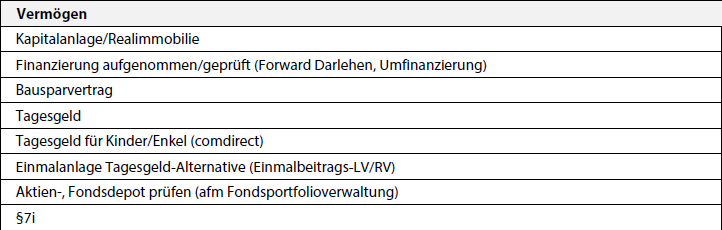 Vermögen
Kapitalanlage/Realimmobilie
Finanzierung aufgenommen/geprüft (Forward Darlehen, Umfinanzierung)
Bausparvertrag
Tagesgeld
Tagesgeld für Kinder/Enkel (comdirect)
Einmalanlage Tagesgeld-Alternative (Einmalbeitrags-LV/RV)
Aktien-, Fondsdepot prüfen (afm Fondsportfolioverwaltung)
§7i